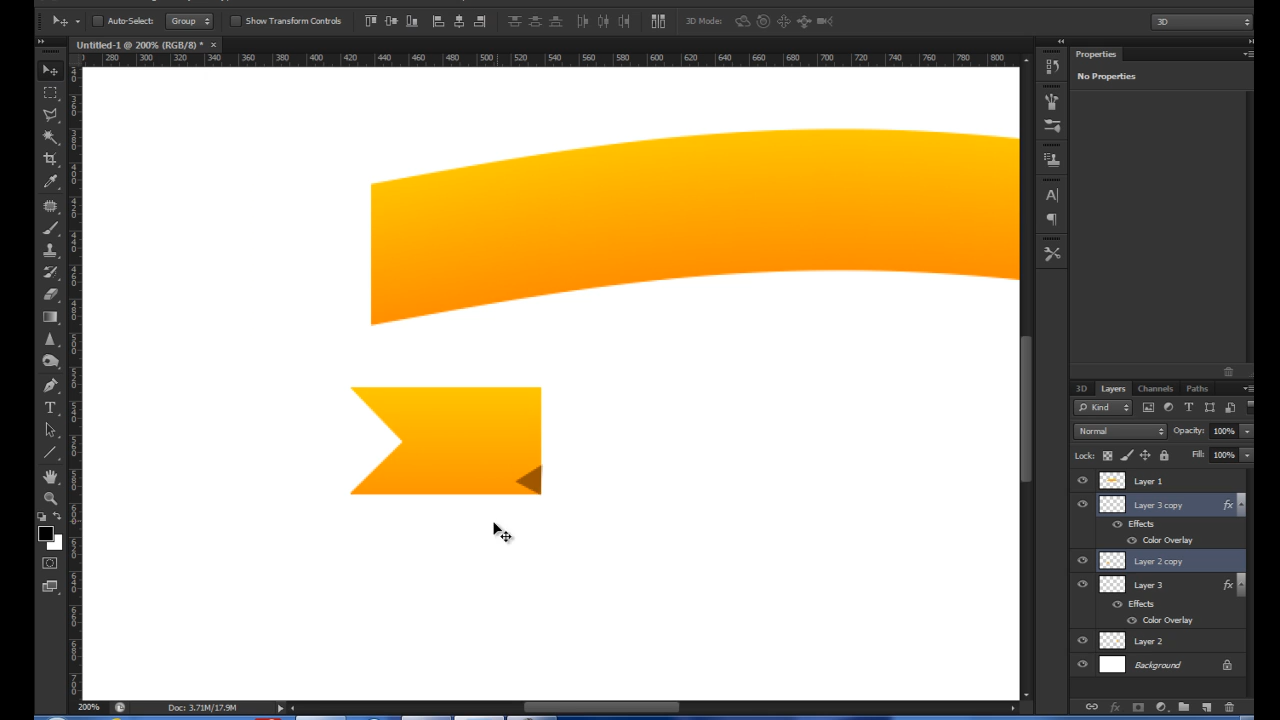 Auto-Select: Group Show Transform Controls 3D Mode: 3D
Untitled-1 @ 200% (RGB/8) * ×
280 300 320 340 360 380 400 420 440 460 480 500 520 540 560 580 600 620 640 660 680 700 720 740 760 780 800
Properties
No Properties
3D Layers Channels Paths
Kind
Normal Opacity: 100%
Lock: Fill: 100%
Layer 1
Layer 3 copy fx
Effects
Color Overlay
Layer 2 copy
Layer 3 fx
Effects
Color Overlay
Layer 2
Background
200% Doc: 3.71M/17.9M